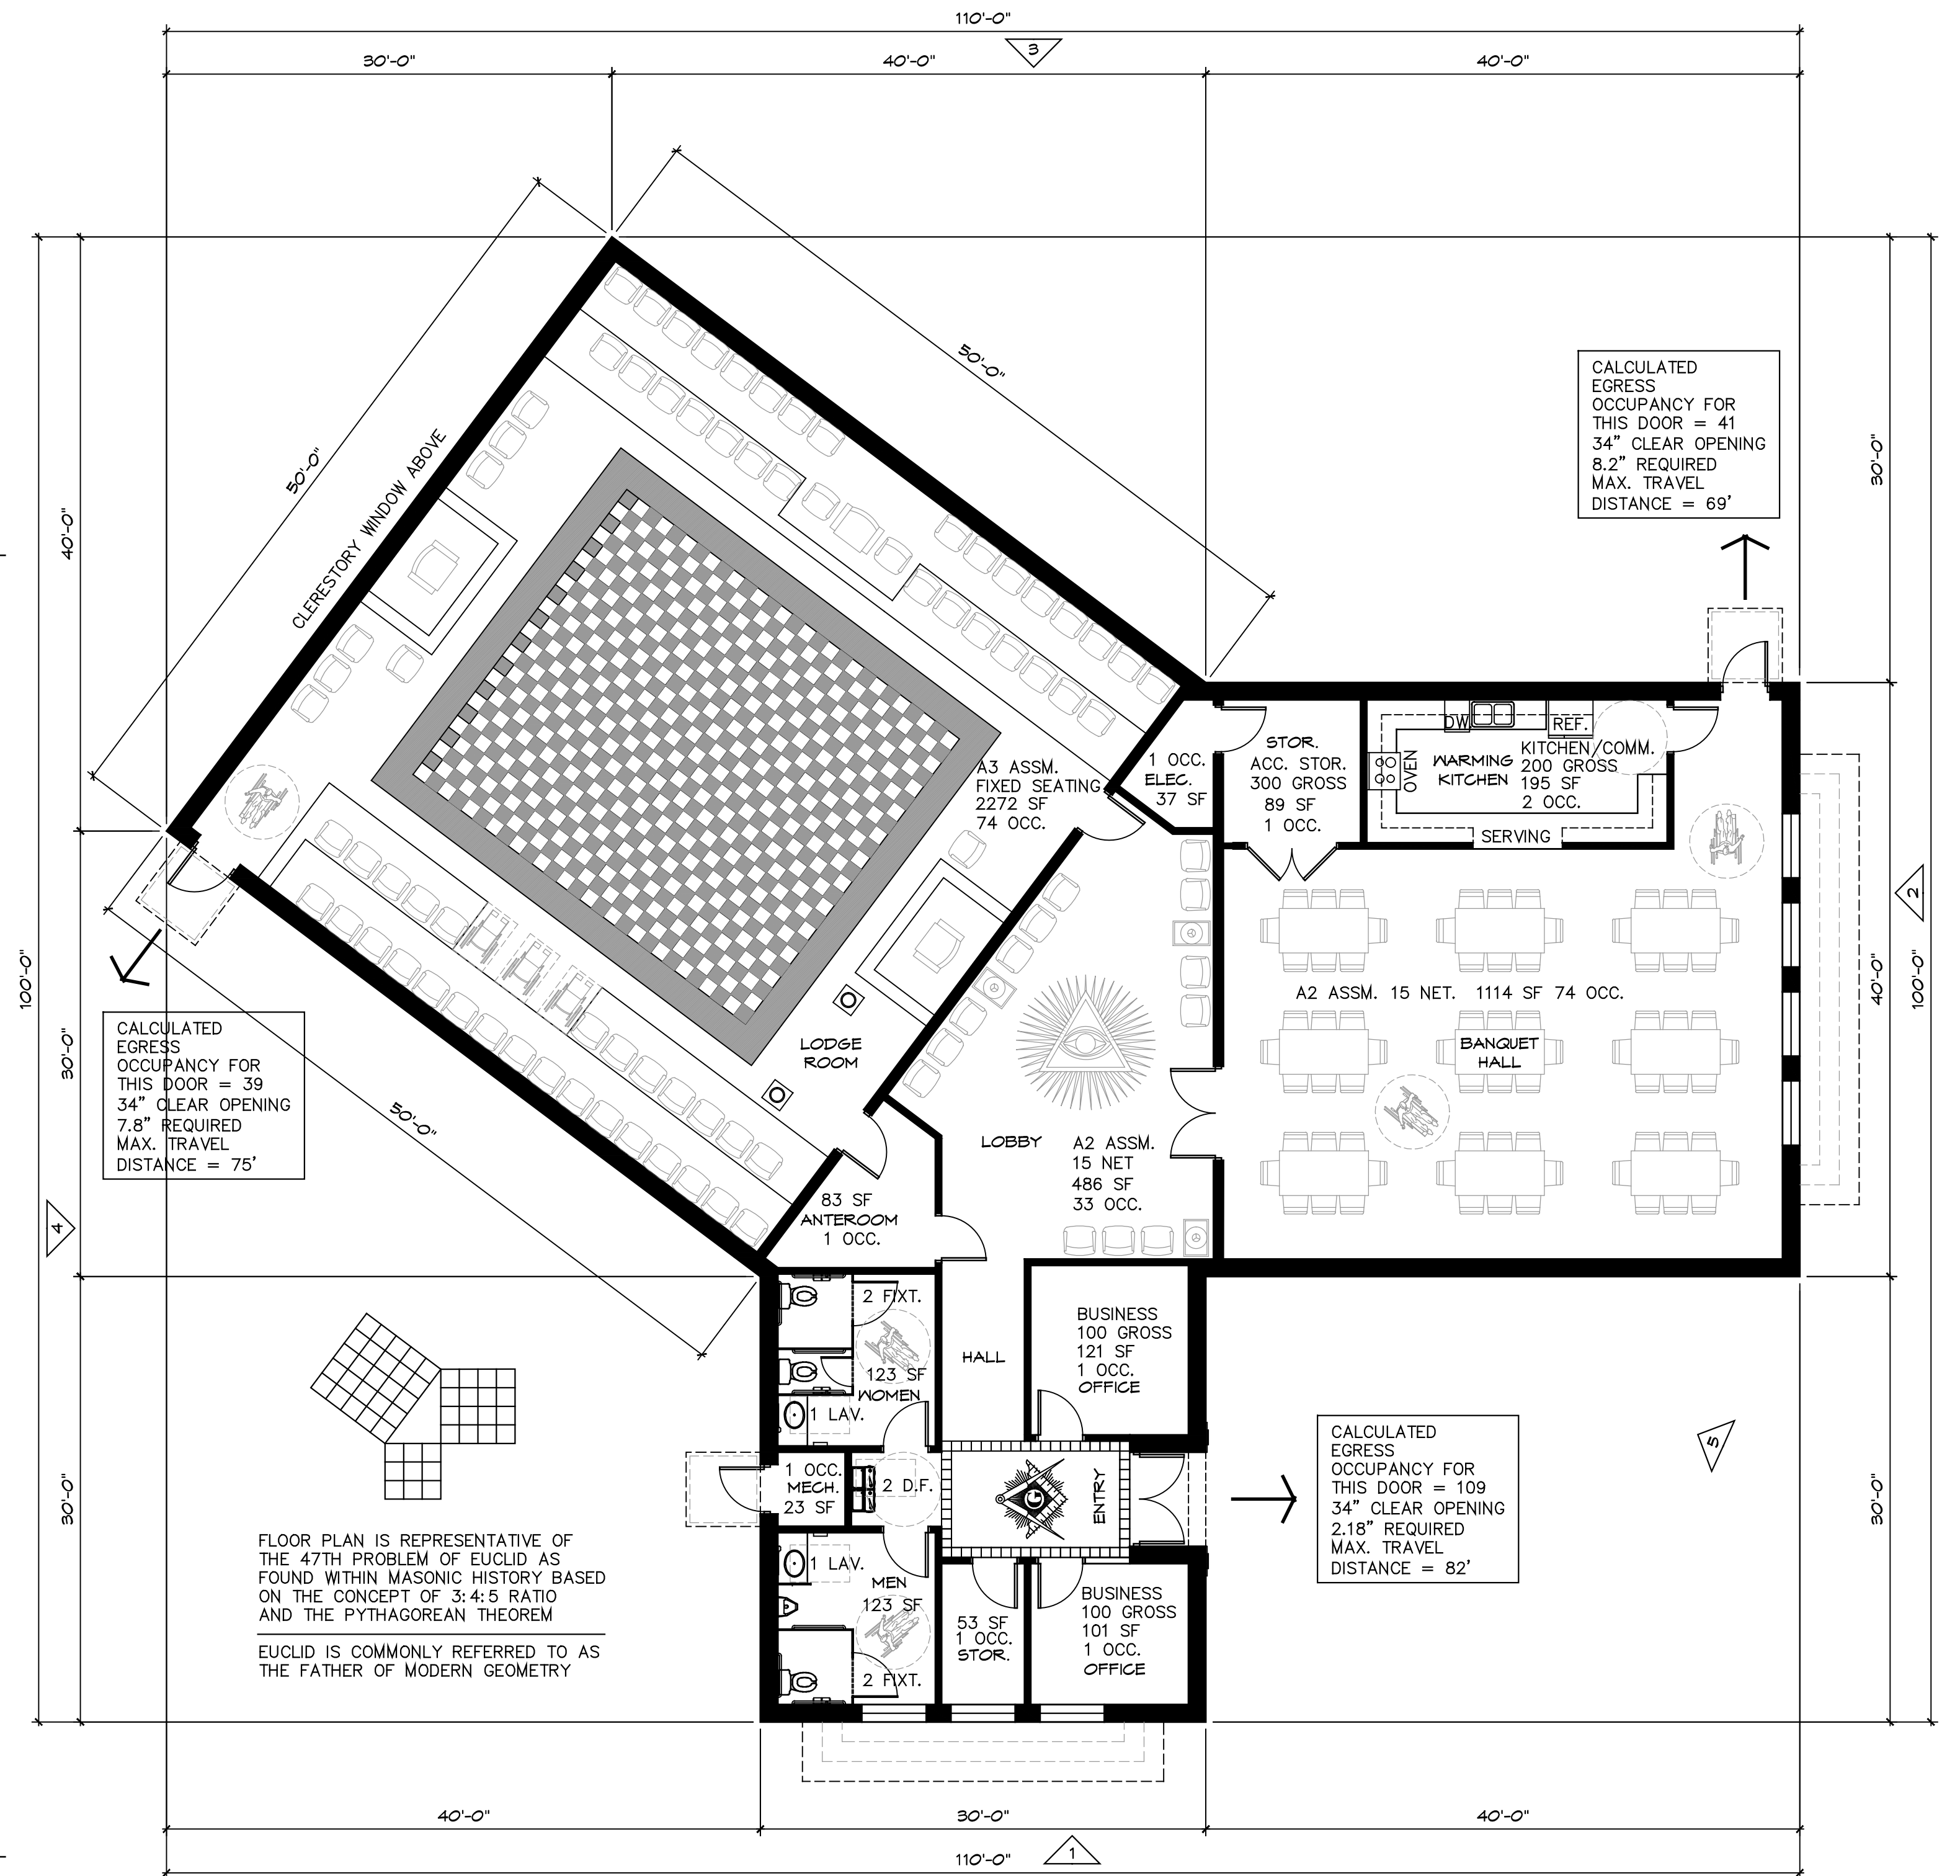 110'-0"
3
30'-0"
40'-0"
40'-0"
50'-0"
50'-0"
CLERESTORY WINDOW ABOVE
CALCULATED
EGRESS
OCCUPANCY FOR
THIS DOOR = 41
34" CLEAR OPENING
8.2" REQUIRED
MAX. TRAVEL
DISTANCE = 69'
30'-0"
40'-0"
A3 ASSM.
FIXED SEATING
2272 SF
74 OCC.
1 OCC.
ELEC.
37 SF
STOR.
ACC. STOR.
300 GROSS
89 SF
1 OCC.
DW
REF.
OVEN
WARMING
KITCHEN
KITCHEN/COMM.
200 GROSS
195 SF
2 OCC.
SERVING
2
100'-0"
40'-0"
100'-0"
30'-0"
A2 ASSM. 15 NET. 1114 SF 74 OCC.
BANQUET
HALL
LODGE
ROOM
CALCULATED
EGRESS
OCCUPANCY FOR
THIS DOOR = 39
34" CLEAR OPENING
7.8" REQUIRED
MAX. TRAVEL
DISTANCE = 75'
50'-0"
LOBBY
A2 ASSM.
15 NET
486 SF
33 OCC.
83 SF
ANTEROOM
1 OCC.
4
2 FIXT.
123 SF
WOMEN
1 LAV.
HALL
BUSINESS
100 GROSS
121 SF
1 OCC.
OFFICE
1 OCC.
MECH.
23 SF
2 D.F.
G
ENTRY
CALCULATED
EGRESS
OCCUPANCY FOR
THIS DOOR = 109
34" CLEAR OPENING
2.18" REQUIRED
MAX. TRAVEL
DISTANCE = 82'
5
30'-0"
30'-0"
FLOOR PLAN IS REPRESENTATIVE OF
THE 47TH PROBLEM OF EUCLID AS
FOUND WITHIN MASONIC HISTORY BASED
ON THE CONCEPT OF 3:4:5 RATIO
AND THE PYTHAGOREAN THEOREM
EUCLID IS COMMONLY REFERRED TO AS
THE FATHER OF MODERN GEOMETRY
1 LAV.
MEN
123 SF
2 FIXT.
53 SF
1 OCC.
STOR.
BUSINESS
100 GROSS
101 SF
1 OCC.
OFFICE
40'-0"
30'-0"
40'-0"
110'-0"
1